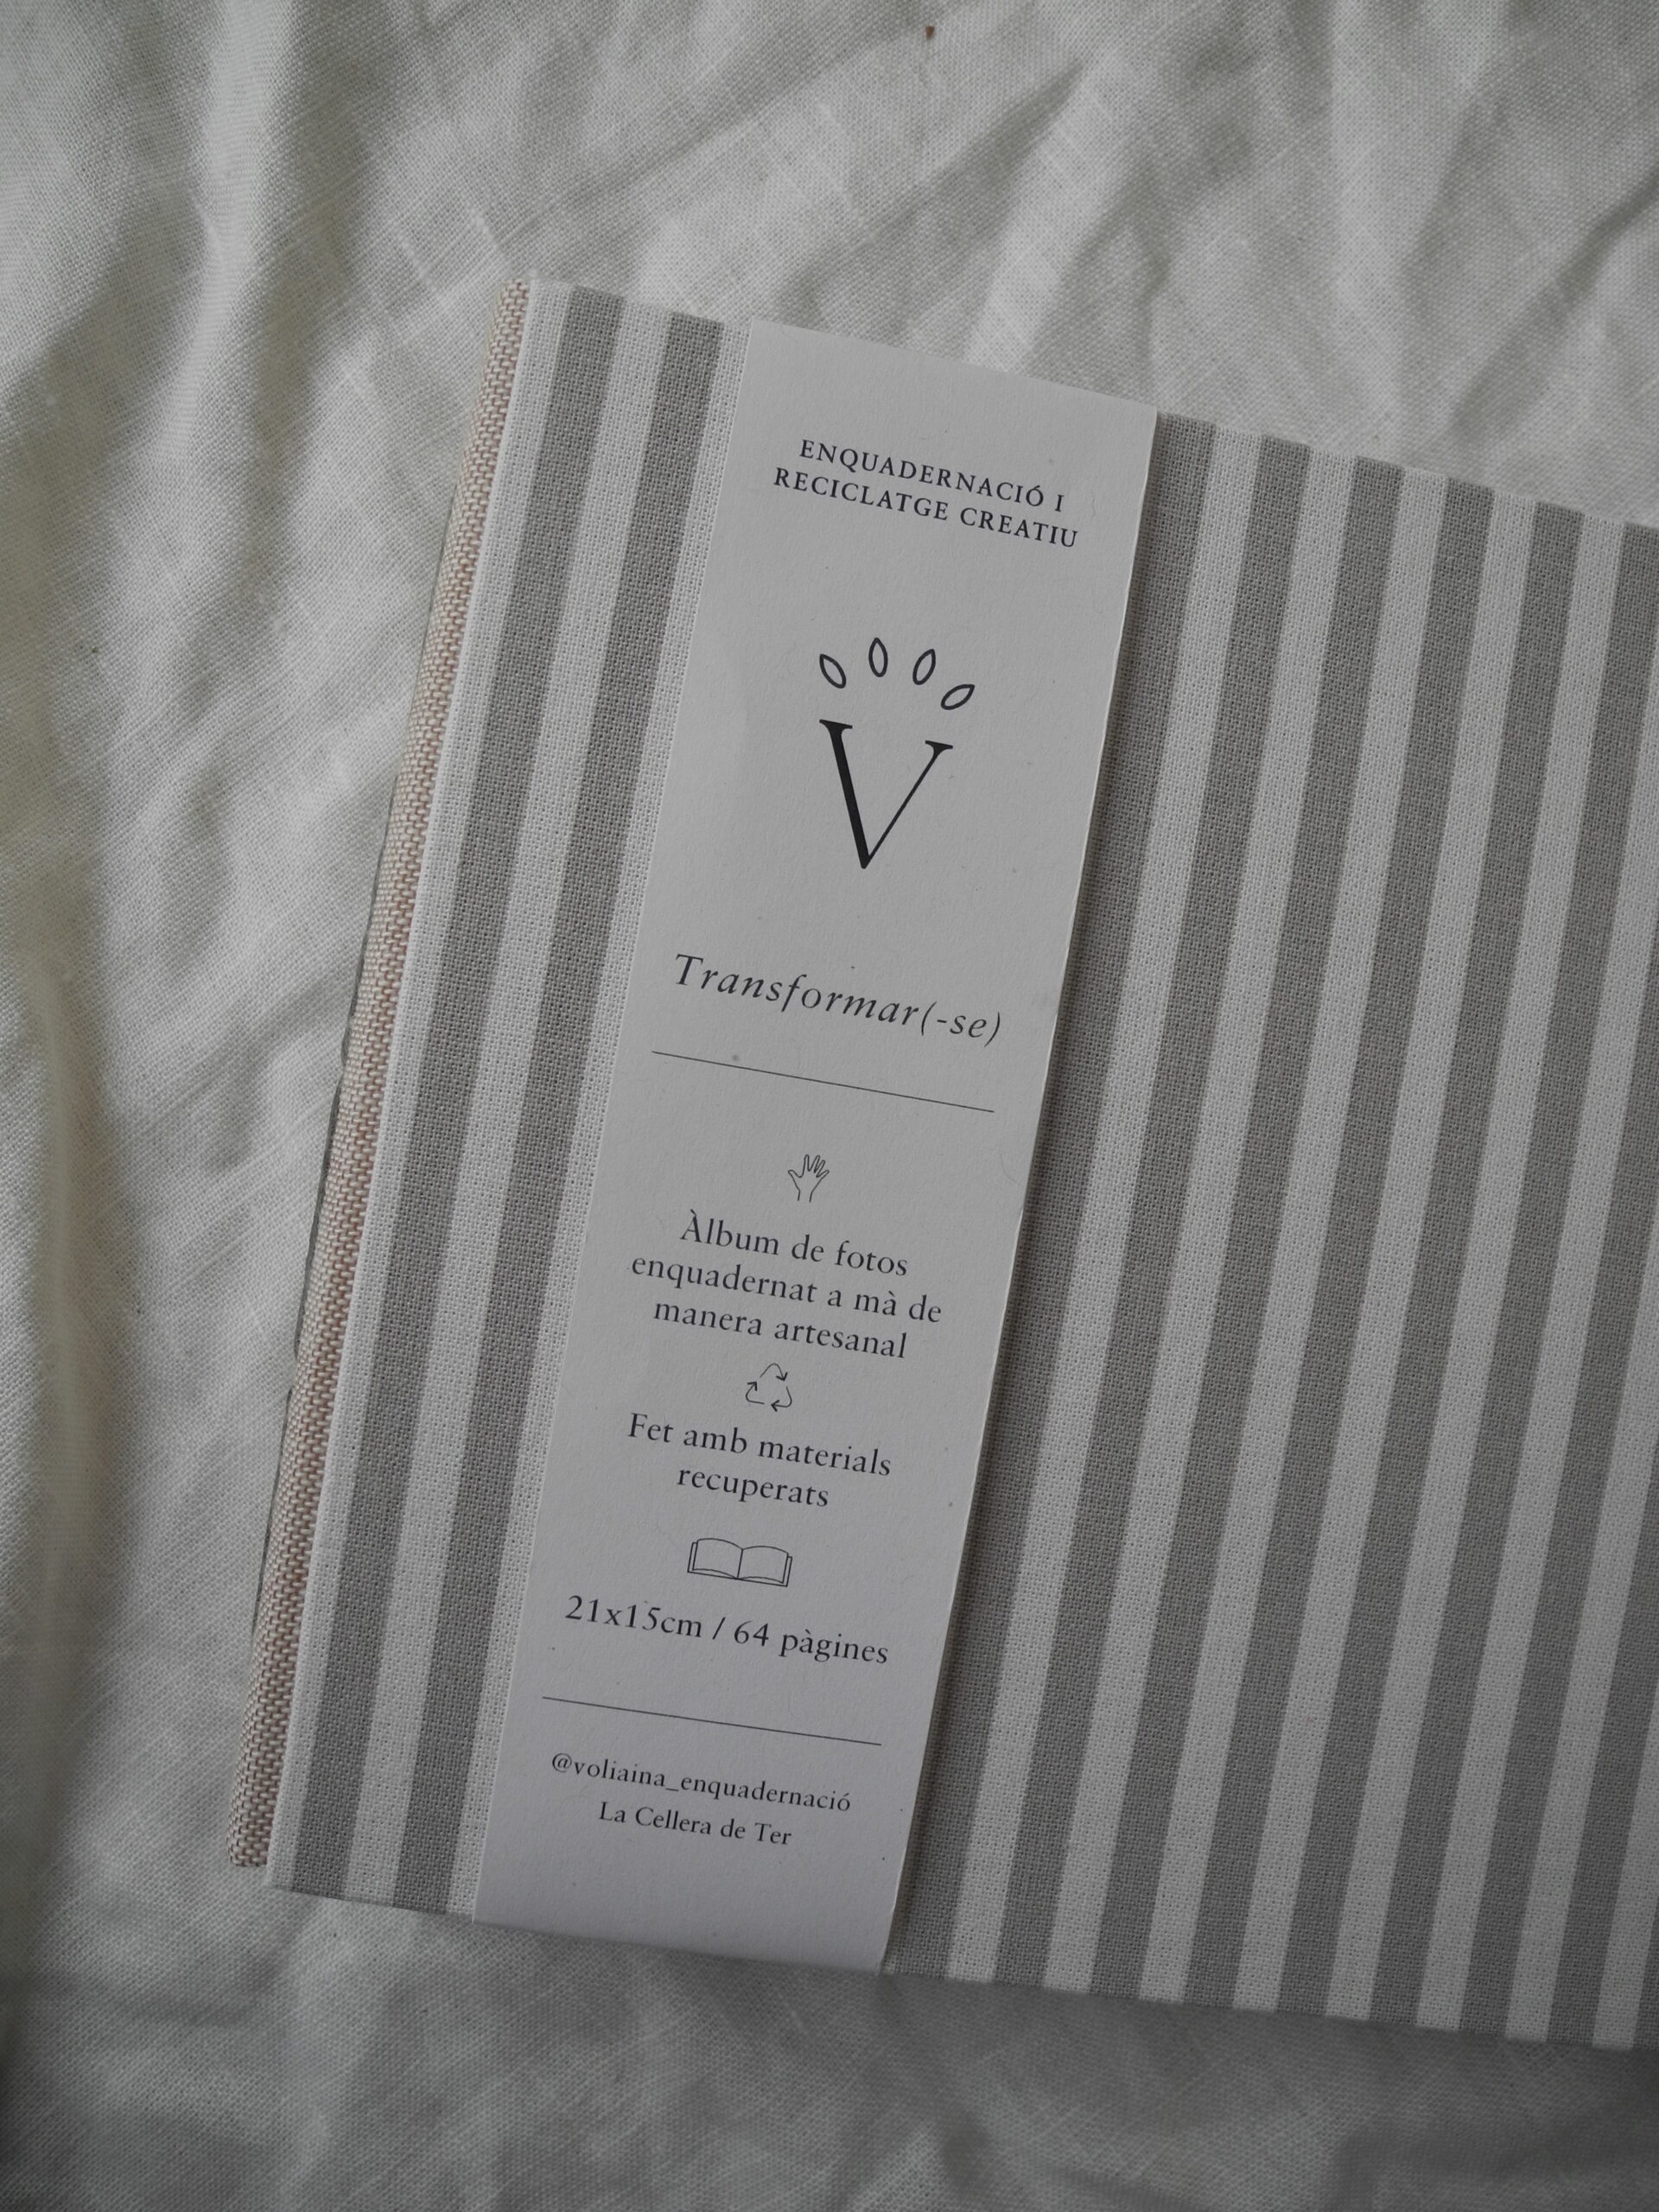 ENQUADERNACIÓ I
RECICLATGE CREATIU
V
Transformar(-se)
Àlbum de fotos
enquadernat a mà de
manera artesanal
Fet amb materials
recuperats
21x15cm / 64 pàgines
@voliaina_enquadernació
La Cellera de Ter